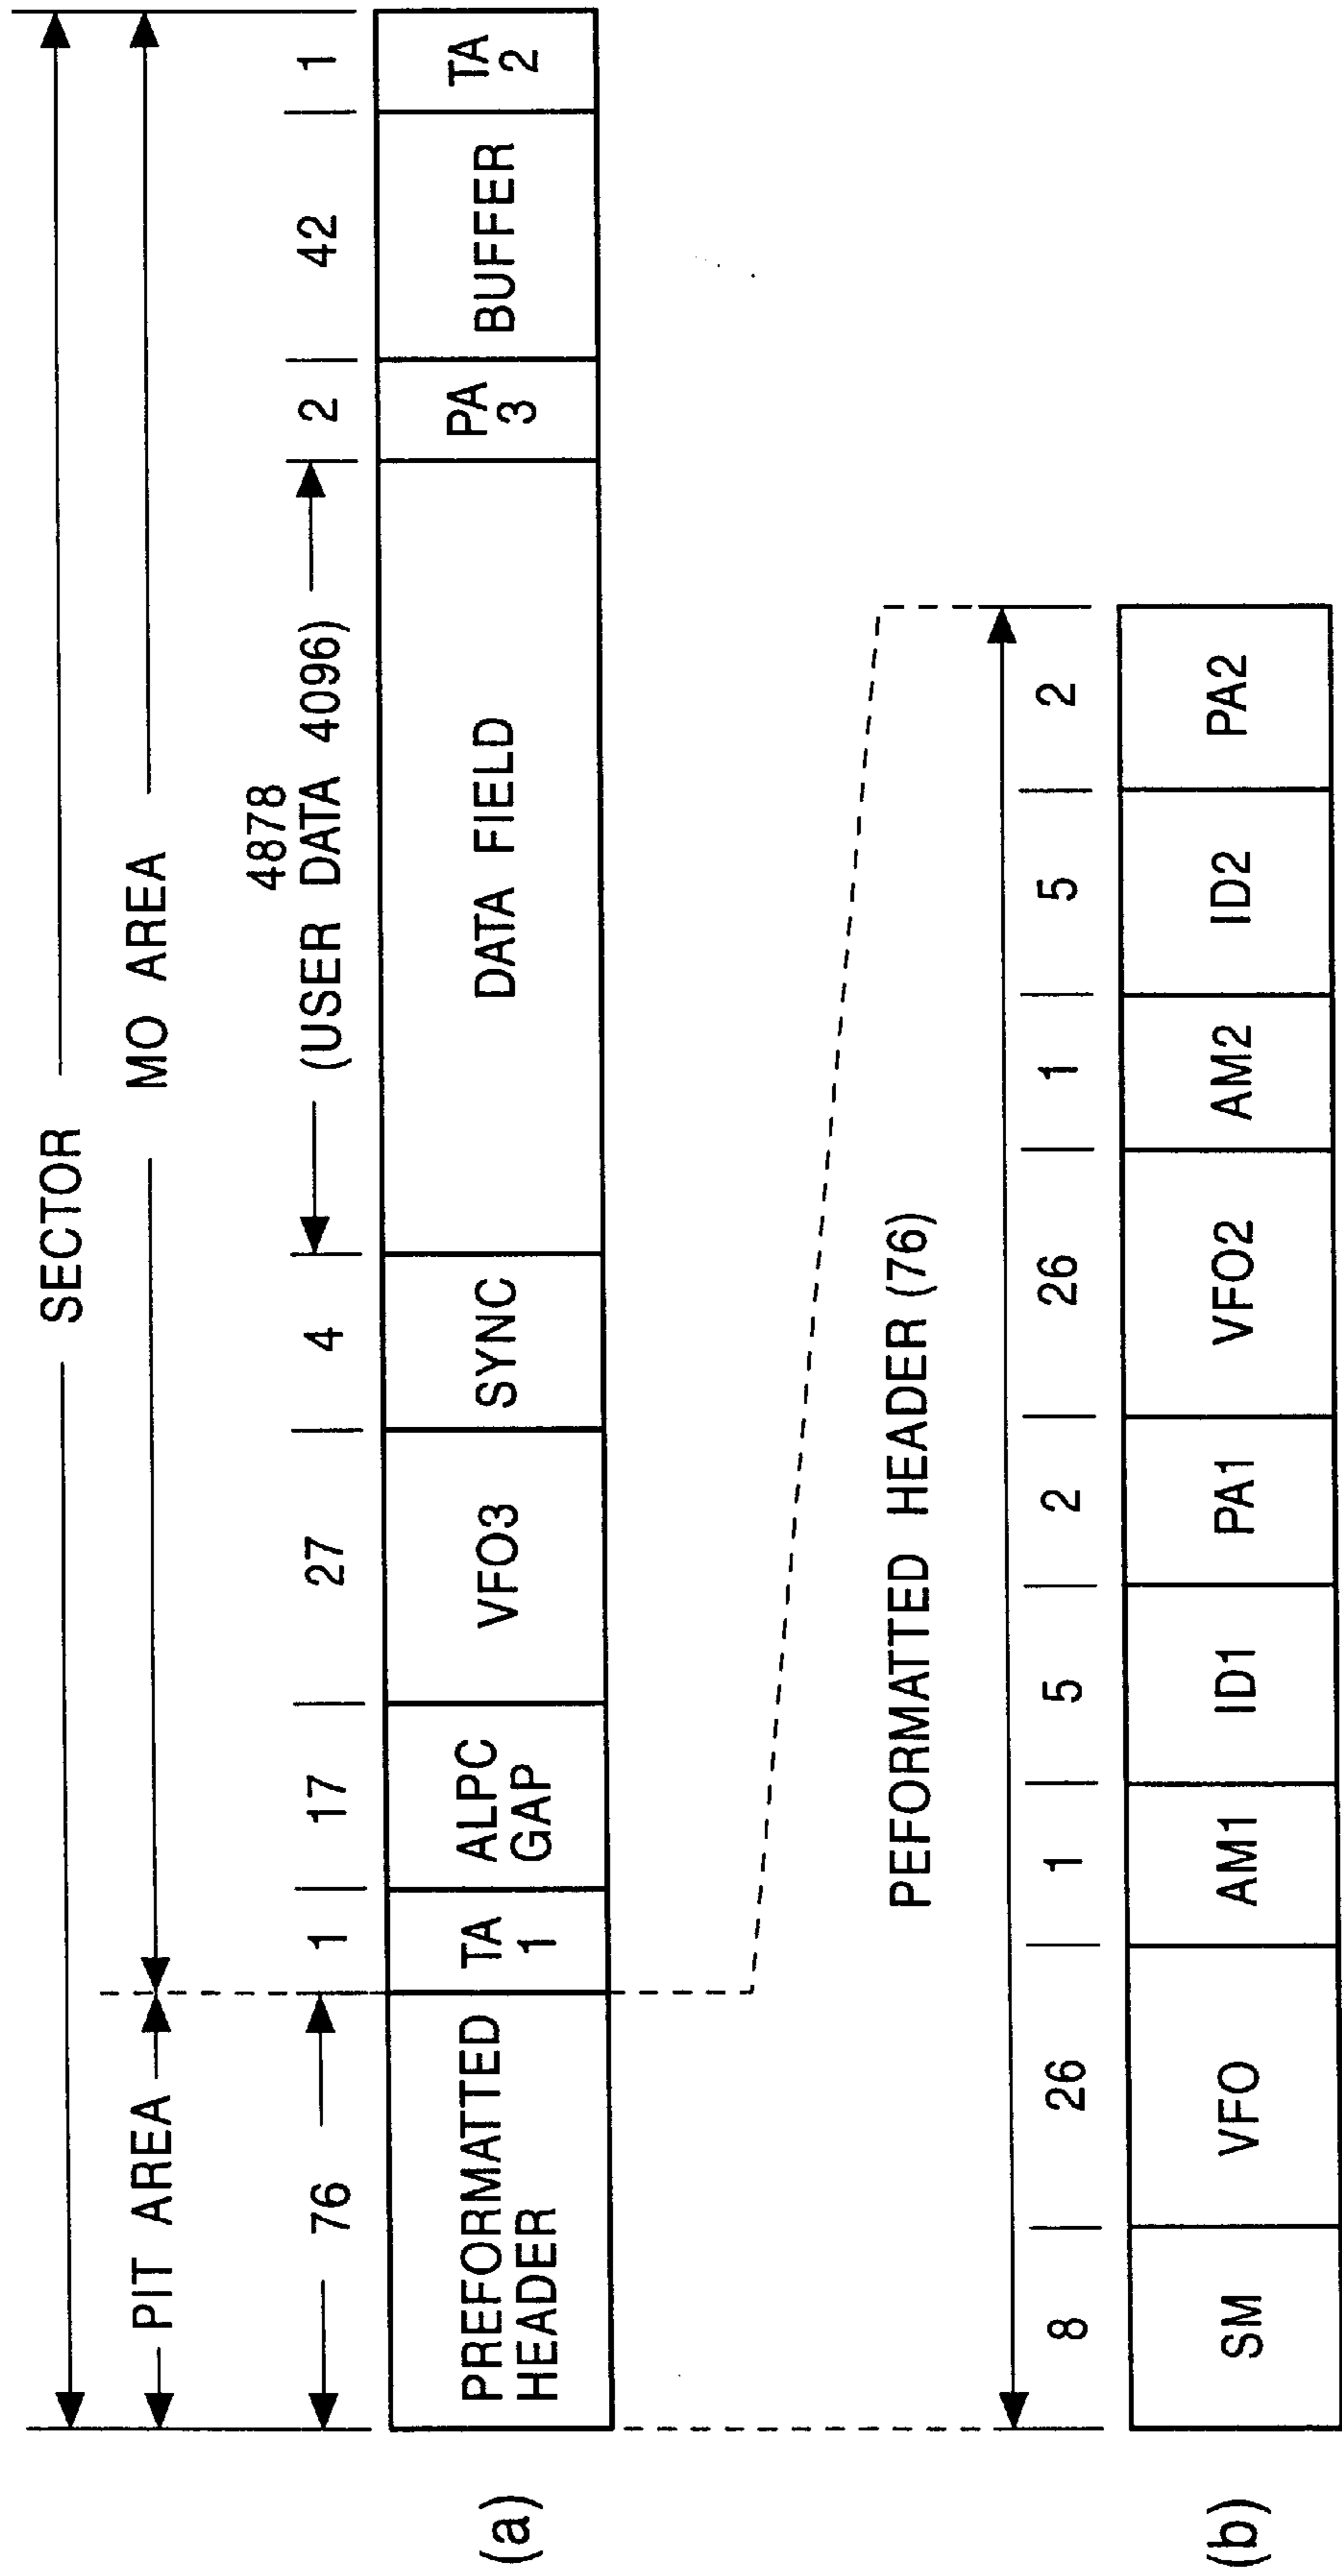 SECTOR
PIT AREA
MO AREA
76
1
17
27
4
4878
(USER DATA 4096)
2
42
1
(a)
PREFORMATTED
HEADER
TA
1
ALPC
GAP
VFO3
SYNC
DATA FIELD
PA
3
BUFFER
TA
2
PEFORMATTED HEADER (76)
8
26
1
5
2
26
1
5
2
(b)
SM
VFO
AM1
ID1
PA1
VFO2
AM2
ID2
PA2